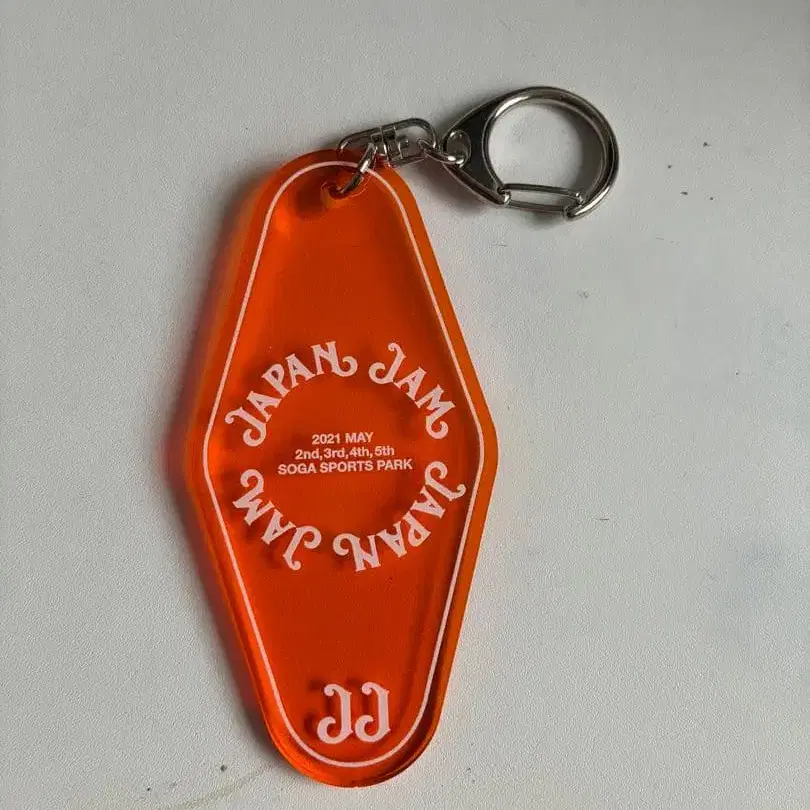 JAPAN JAM
2021 MAY
2nd,3rd,4th,5th
SOGA SPORTS PARK
JAPAN JAM
JJ